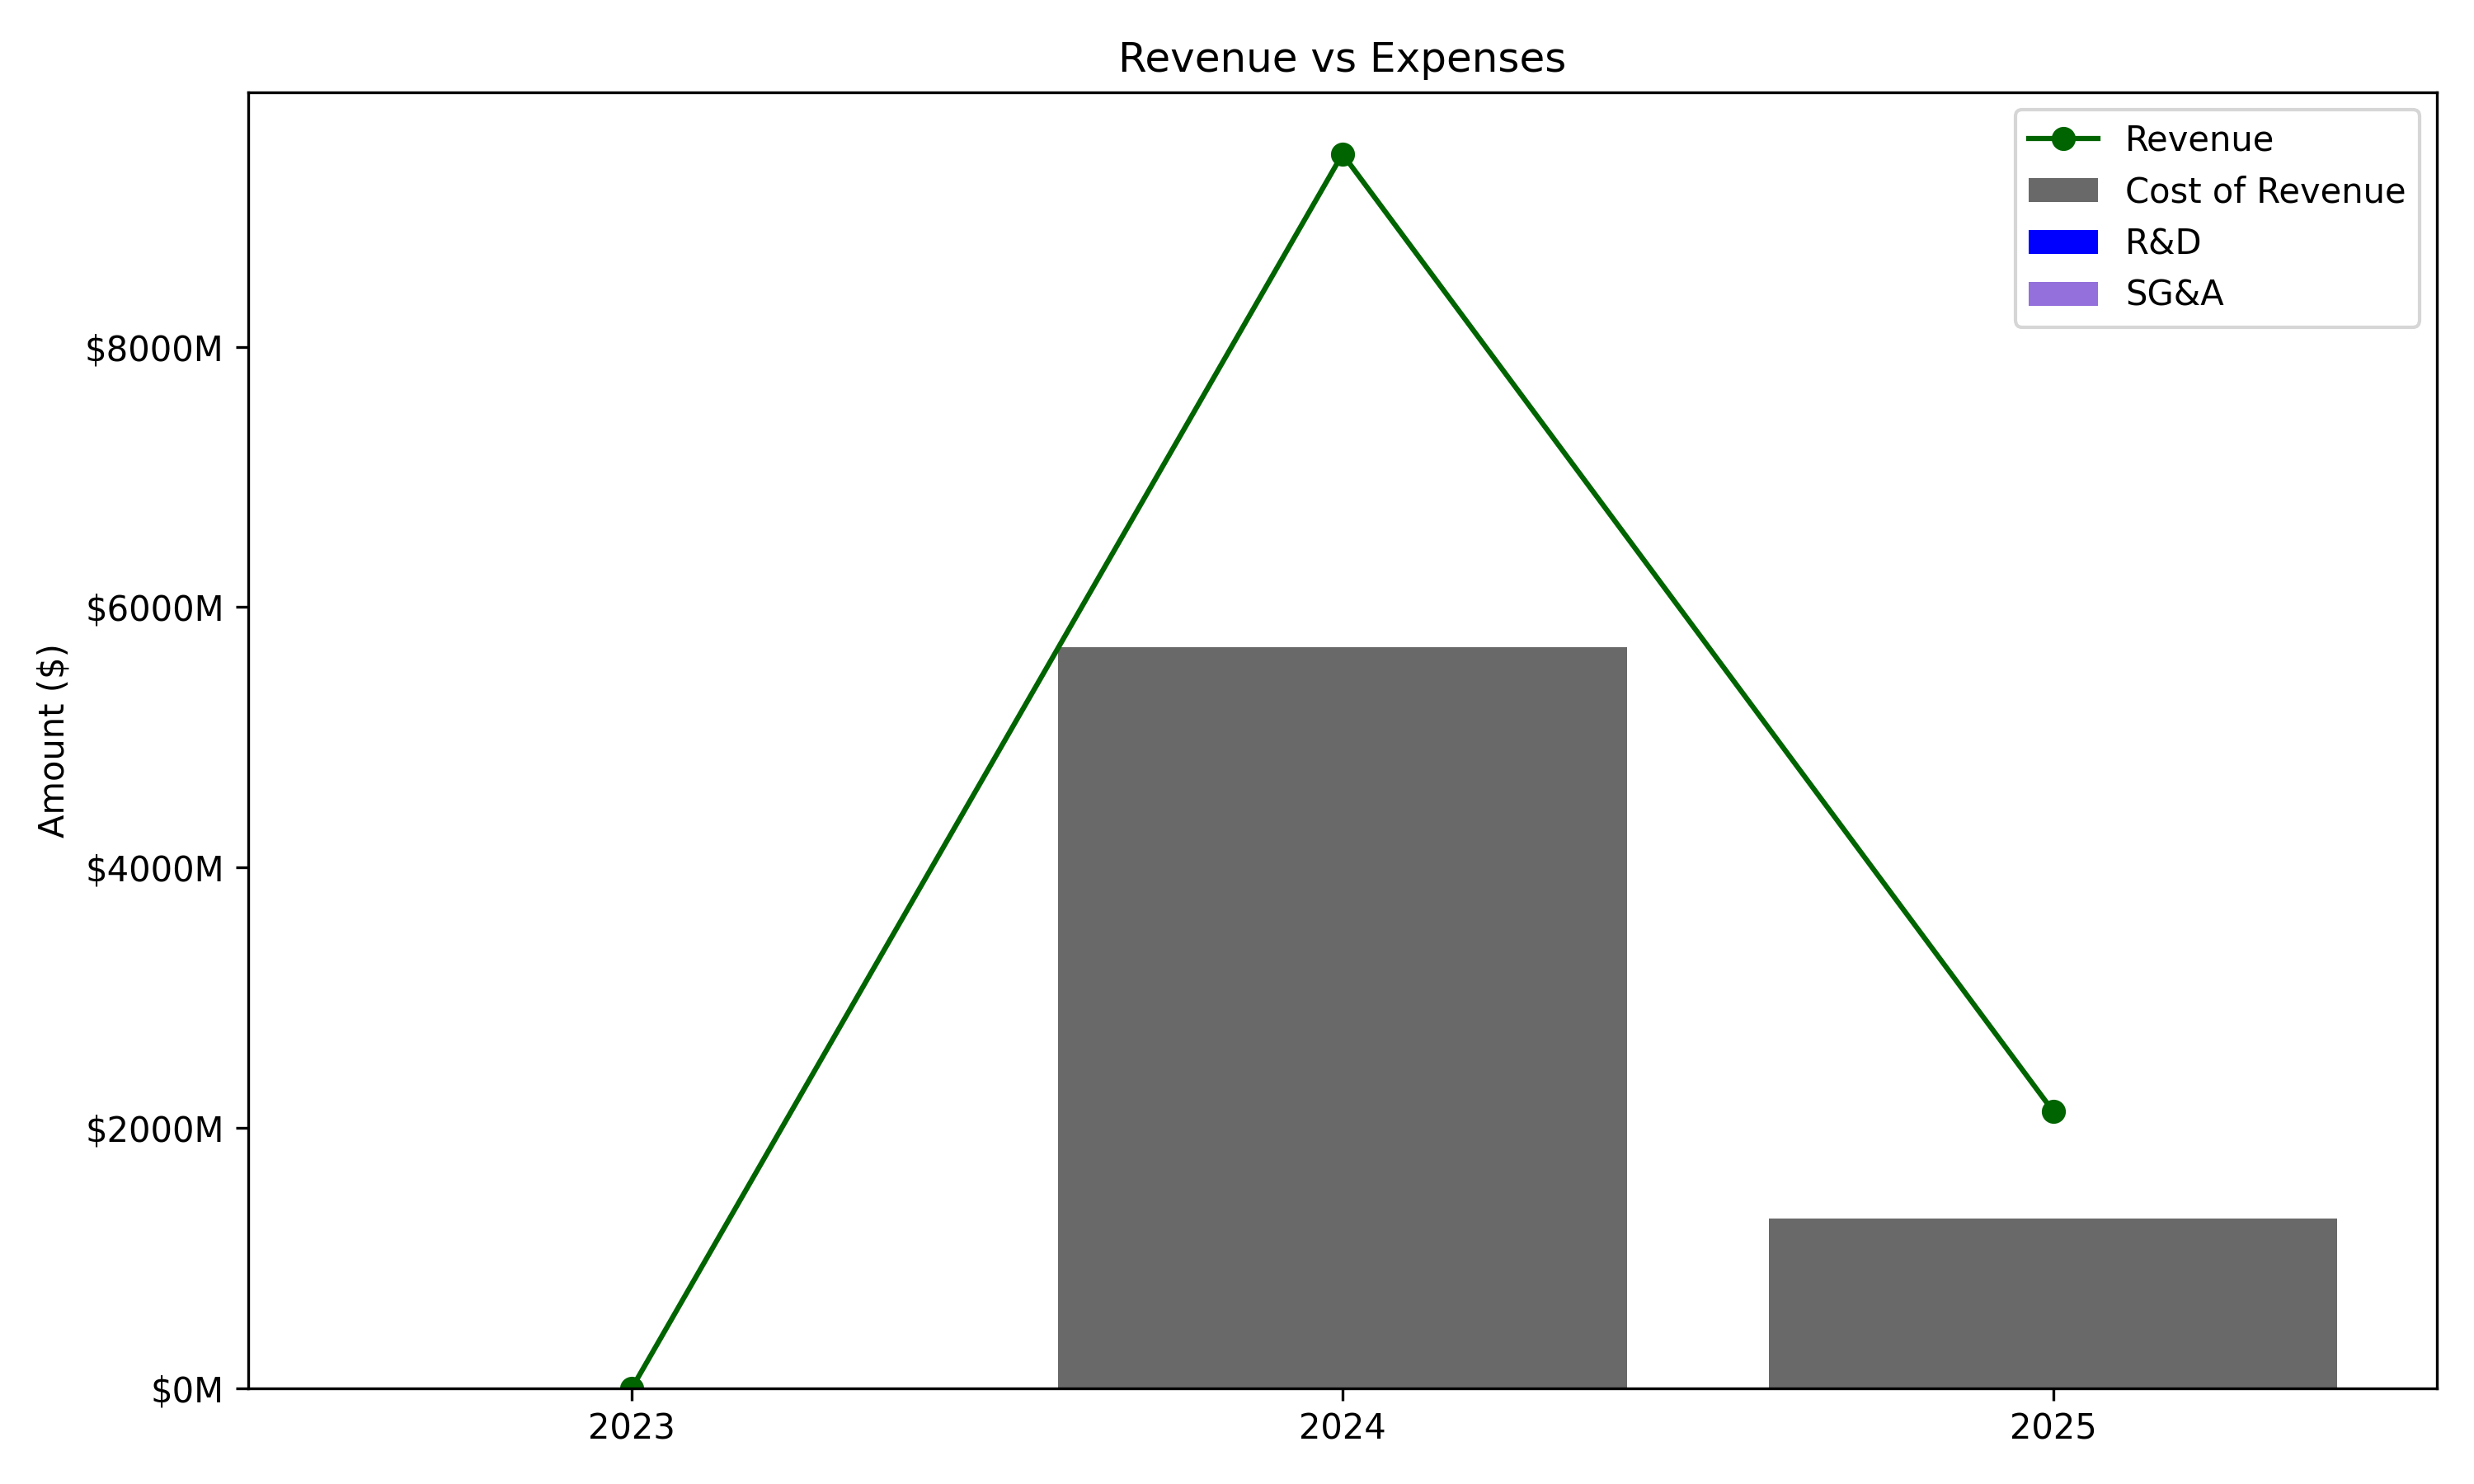 Revenue vs Expenses
Revenue
Cost of Revenue
R&D
SG&A
Amount ($)
$8000M
$6000M
$4000M
$2000M
$0M
2023
2024
2025